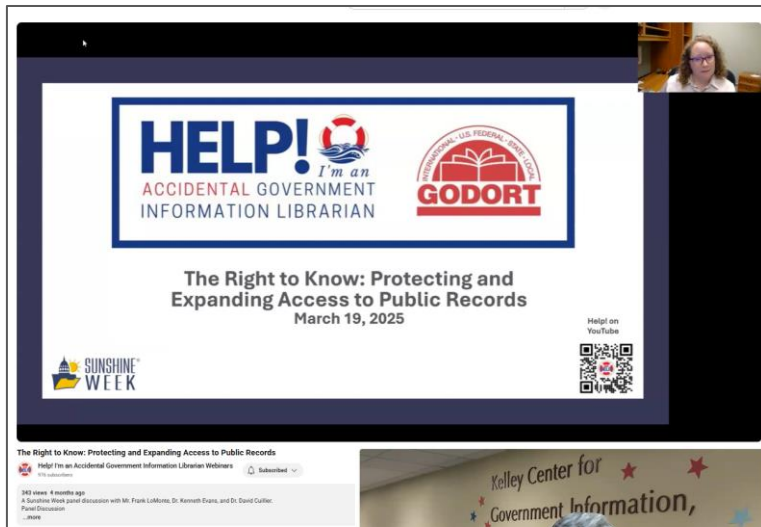 HELP!
I'm an
ACCIDENTAL GOVERNMENT
INFORMATION LIBRARIAN
INTERNATIONAL • U.S. FEDERAL • STATE • LOCAL
GODORT
The Right to Know: Protecting and
Expanding Access to Public Records
March 19, 2025
Help! on
YouTube
SUNSHINE
WEEK
The Right to Know: Protecting and Expanding Access to Public Records
Help! I'm an Accidental Government Information Librarian Webinars
subscribers
Subscribed
243 views 4 months ago
A Sunshine Week panel discussion with Mr. Frank LoMonte, Dr. Kenneth Evans, and Dr. David Cuillier.
Panel Discussion
...more
Kelley Center for
Government Information,